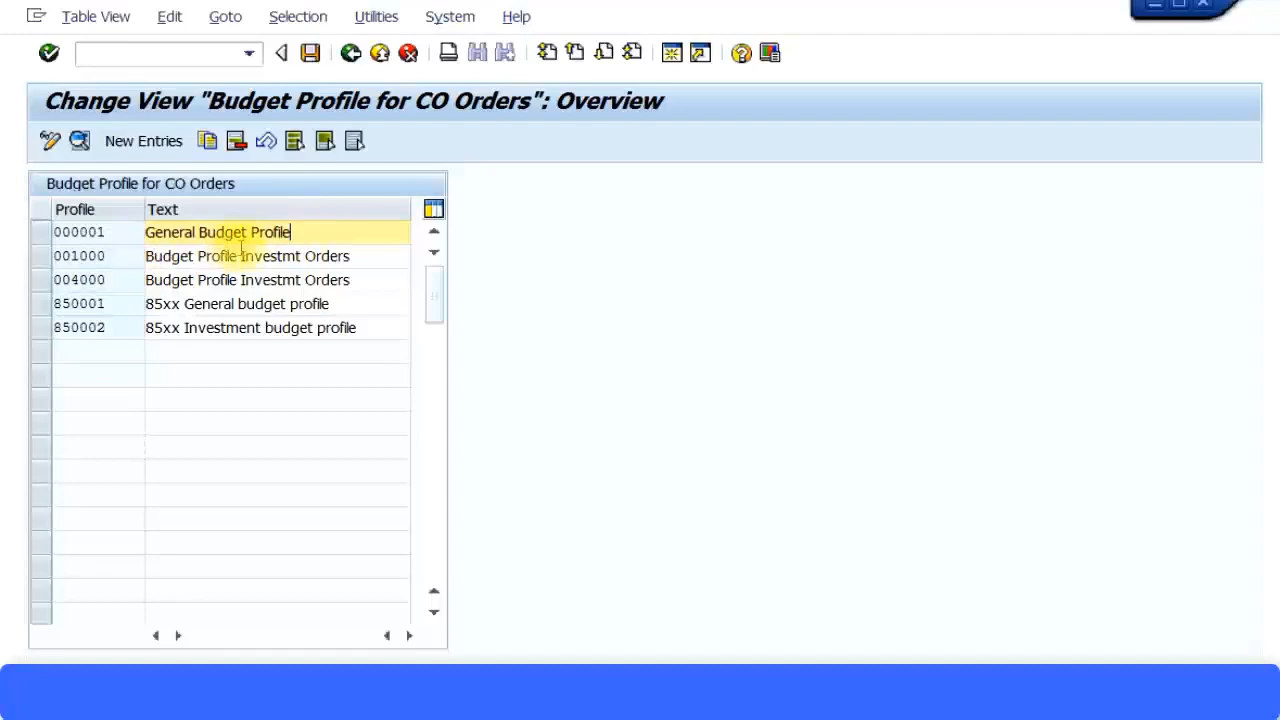 Table View Edit Goto Selection Utilities System Help
Change View "Budget Profile for CO Orders": Overview
New Entries
Budget Profile for CO Orders
Profile Text
000001 General Budget Profile
001000 Budget Profile Investmt Orders
004000 Budget Profile Investmt Orders
850001 85xx General budget profile
850002 85xx Investment budget profile